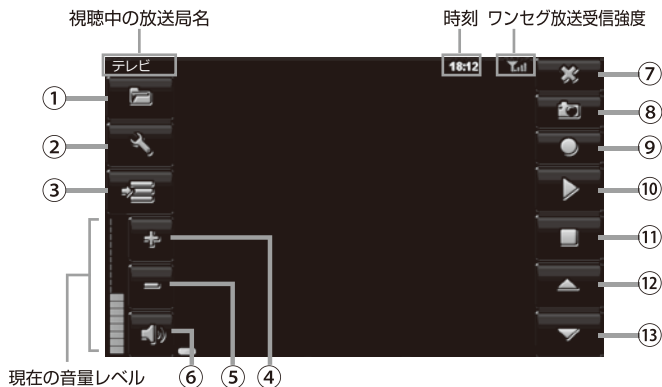 視聴中の放送局名
時刻
ワンセグ放送受信強度
テレビ
18:12
①
②
③
④
⑤
⑥
⑦
⑧
⑨
⑩
⑪
⑫
⑬
現在の音量レベル